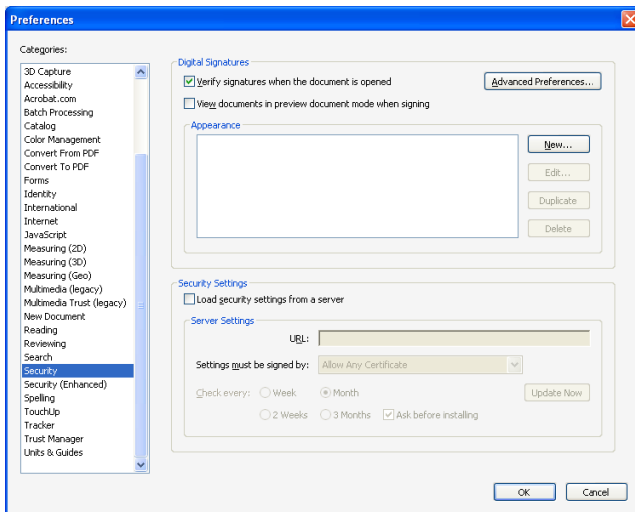 Preferences
Categories:
3D Capture
Accessibility
Acrobat.com
Batch Processing
Catalog
Color Management
Convert From PDF
Convert To PDF
Forms
Identity
International
Internet
JavaScript
Measuring (2D)
Measuring (3D)
Measuring (Geo)
Multimedia (legacy)
Multimedia Trust (legacy)
New Document
Reading
Reviewing
Search
Security
Security (Enhanced)
Spelling
TouchUp
Tracker
Trust Manager
Units & Guides
Digital Signatures
Verify signatures when the document is opened
Advanced Preferences...
View documents in preview document mode when signing
Appearance
New...
Edit...
Duplicate
Delete
Security Settings
Load security settings from a server
Server Settings
URL:
Settings must be signed by: Allow Any Certificate
Check every: Week Month Update Now
2 Weeks 3 Months Ask before installing
OK Cancel